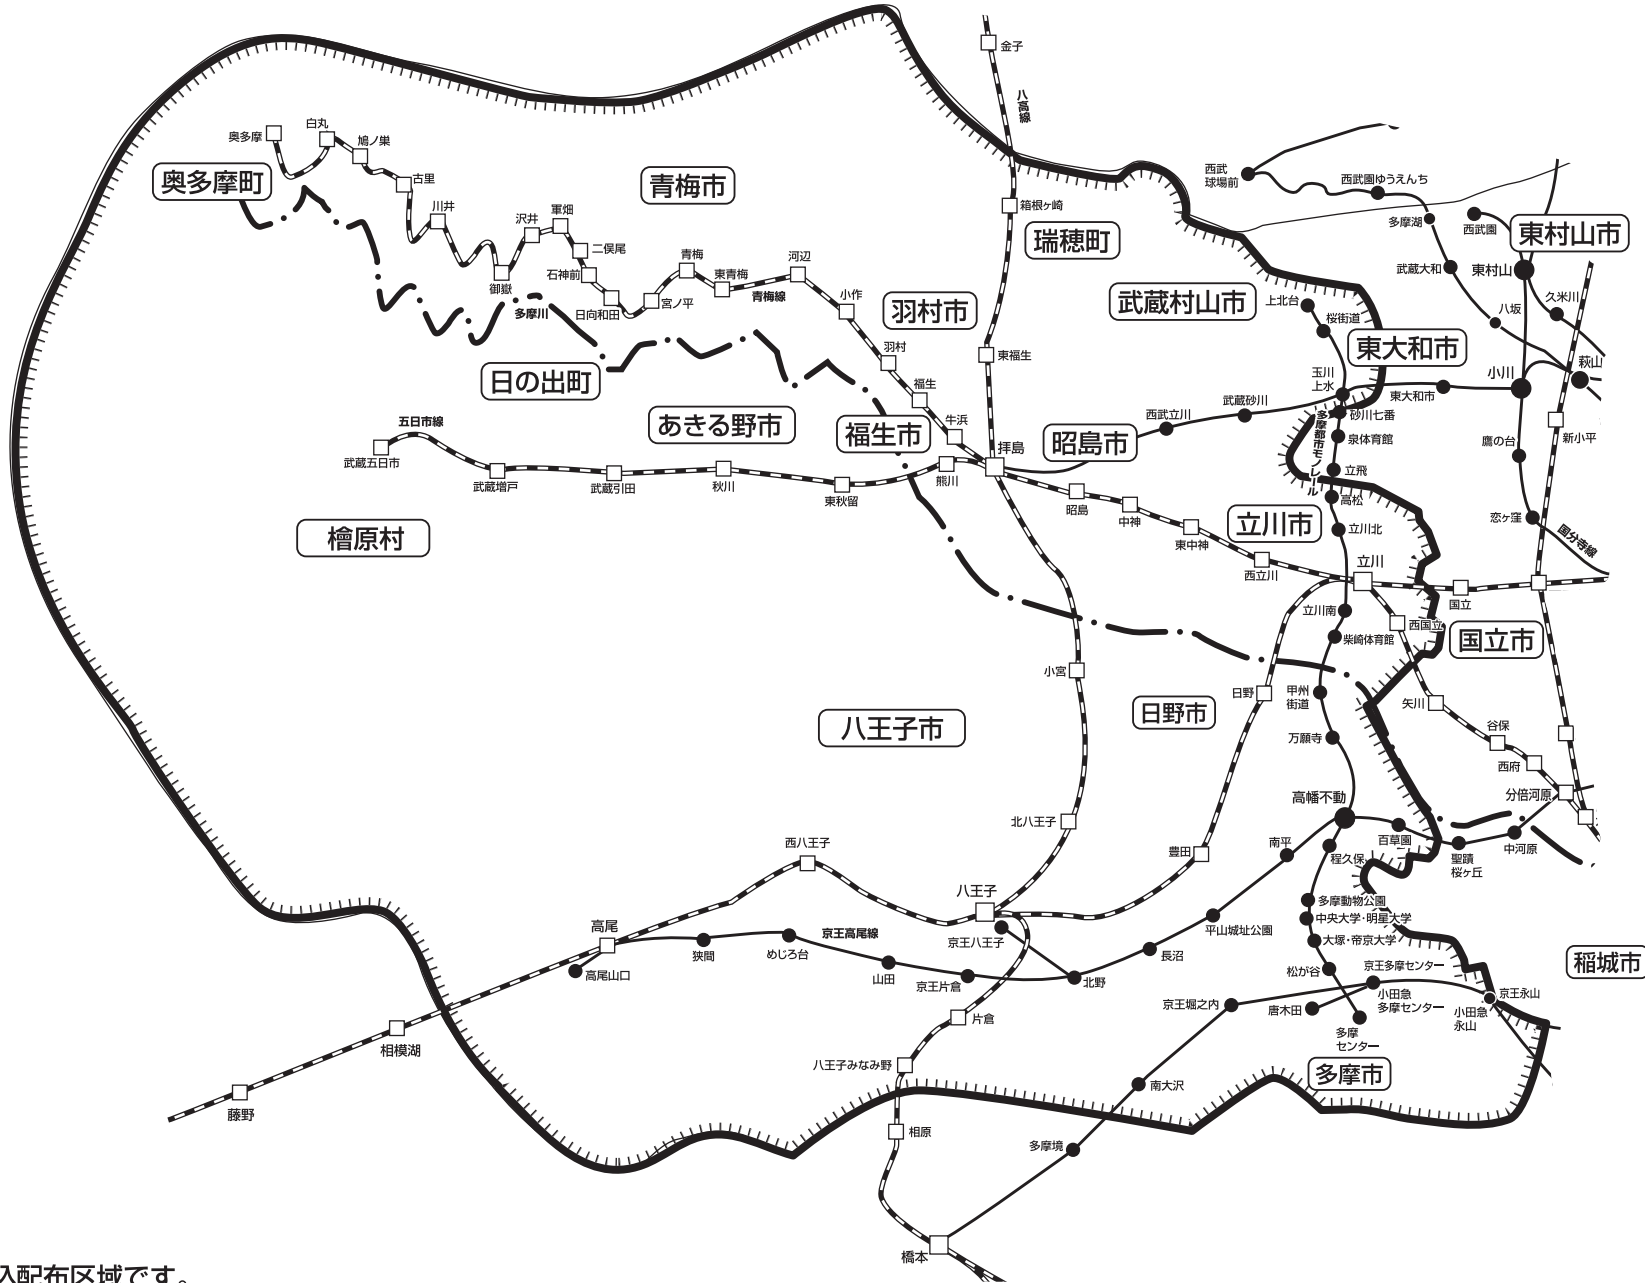 金子
八高線
白丸
奥多摩
鳩ノ巣
古里
奥多摩町
青梅市
西武
球場前
西武園ゆうえんち
箱根ヶ崎
川井
沢井
軍畑
二俣尾
多摩湖
西武園
東村山市
瑞穂町
御嶽
石神前
日向和田
宮ノ平
青梅
東青梅
河辺
青梅線
小作
武蔵大和
東村山
多摩川
羽村市
武蔵村山市
上北台
桜街道
八坂
久米川
羽村
東福生
東大和市
萩山
日の出町
福生
玉川
上水
東大和市
小川
五日市線
あきる野市
福生市
牛浜
昭島市
西武立川
武蔵砂川
砂川七番
多摩都市モノレール
泉体育館
鷹の台
新小平
武蔵五日市
武蔵増戸
武蔵引田
秋川
東秋留
熊川
拝島
立飛
高松
昭島
中神
東中神
西立川
立川市
立川北
恋ヶ窪
国分寺線
檜原村
立川
国立
立川南
柴崎体育館
西国立
国立市
小宮
日野
甲州
街道
矢川
八王子市
日野市
万願寺
谷保
西府
分倍河原
高幡不動
北八王子
西八王子
豊田
南平
百草園
程久保
聖蹟
桜ヶ丘
中河原
八王子
高尾
京王高尾線
京王八王子
平山城址公園
多摩動物公園
中央大学・明星大学
大塚・帝京大学
狭間
めじろ台
山田
京王片倉
北野
長沼
高尾山口
松が谷
京王多摩センター
小田急
多摩センター
稲城市
京王堀之内
唐木田
多摩
センター
小田急
永山
京王永山
片倉
相模湖
八王子みなみ野
南大沢
多摩市
藤野
相原
多摩境
橋本
配布区域です。